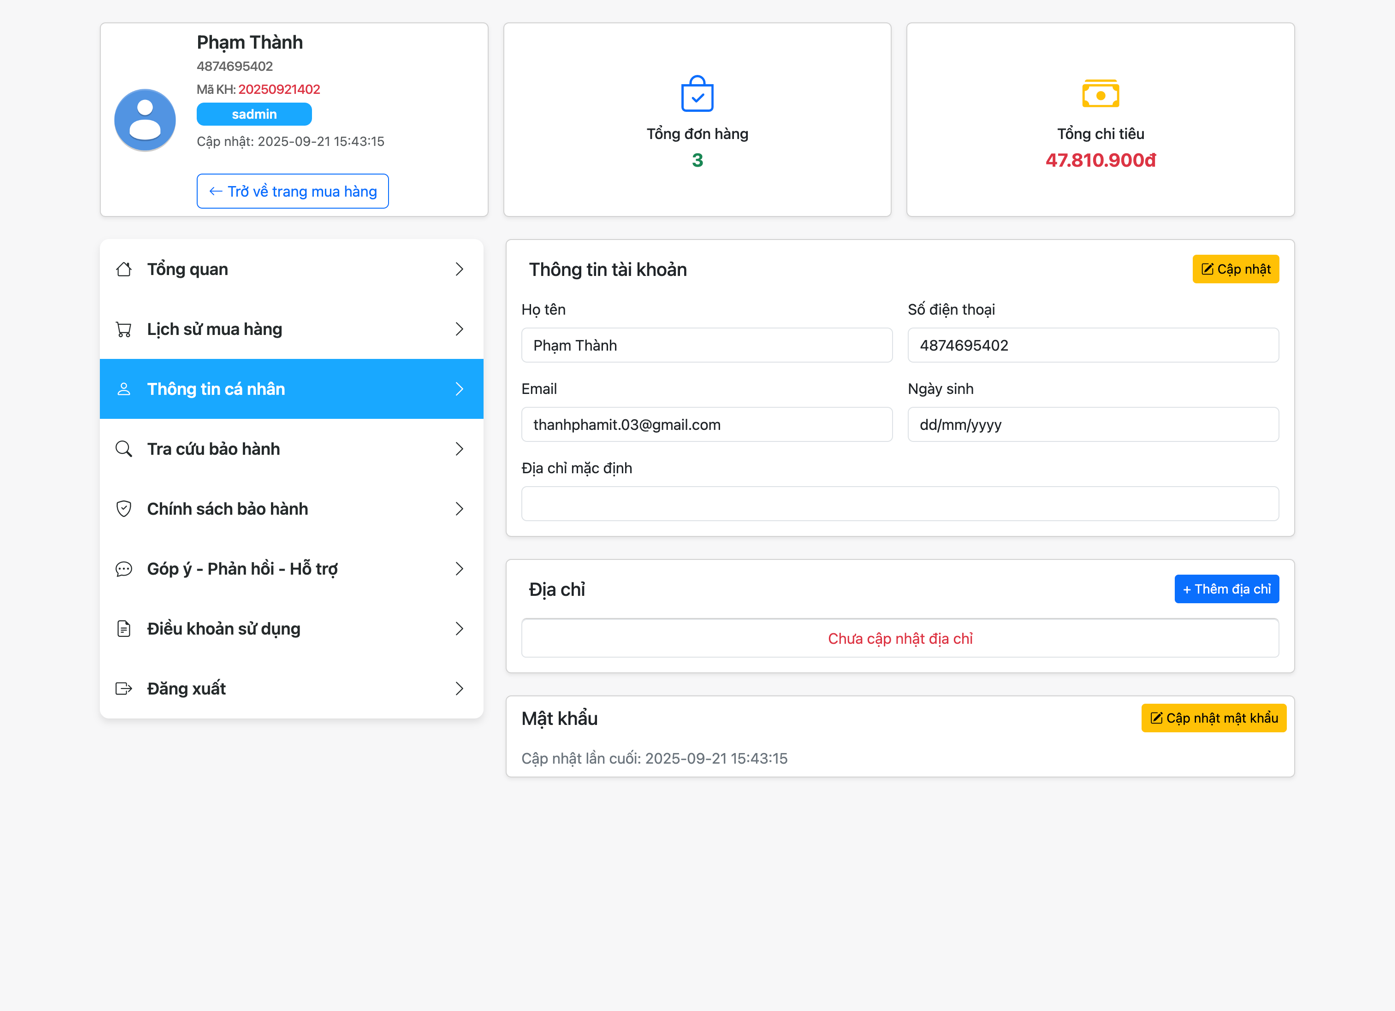 Phạm Thành
4874695402
Mã KH: 20250921402
sadmin
Cập nhật: 2025-09-21 15:43:15
← Trở về trang mua hàng
Tổng đơn hàng
3
Tổng chi tiêu
47.810.900đ
Tổng quan
Lịch sử mua hàng
Thông tin cá nhân
Tra cứu bảo hành
Chính sách bảo hành
Góp ý - Phản hồi - Hỗ trợ
Điều khoản sử dụng
Đăng xuất
Thông tin tài khoản
Cập nhật
Họ tên
Số điện thoại
Phạm Thành
4874695402
Email
Ngày sinh
thanhphamit.03@gmail.com
dd/mm/yyyy
Địa chỉ mặc định
Địa chỉ
+ Thêm địa chỉ
Chưa cập nhật địa chỉ
Mật khẩu
Cập nhật mật khẩu
Cập nhật lần cuối: 2025-09-21 15:43:15